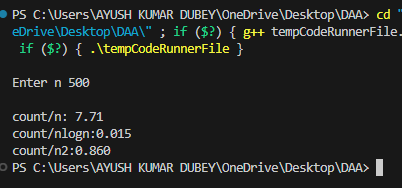 PS C:\Users\AYUSH KUMAR DUBEY\OneDrive\Desktop\DAA> cd "
eDrive\Desktop\DAA\" ; if ($?) { g++ tempCodeRunnerFile.
if ($?) { .\tempCodeRunnerFile }
Enter n 500
count/n: 7.71
count/nlogn:0.015
count/n2:0.860
PS C:\Users\AYUSH KUMAR DUBEY\OneDrive\Desktop\DAA>